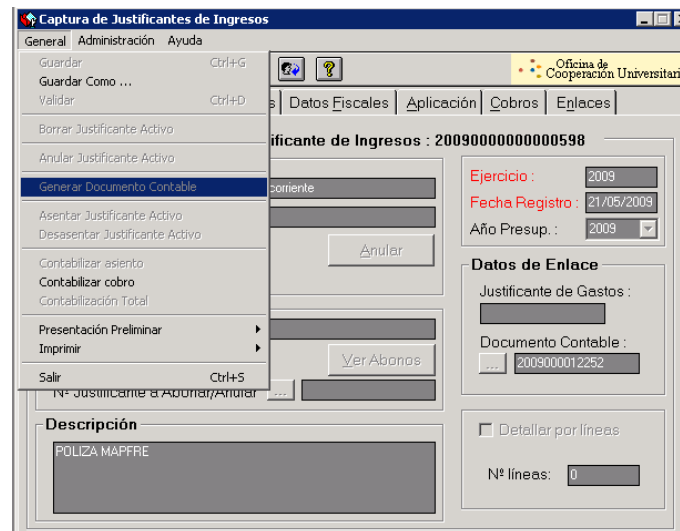 Captura de Justificantes de Ingresos
General Administración Ayuda
Guardar Ctrl+G
Guardar Como ...
Validar Ctrl+D
Borrar Justificante Activo
Anular Justificante Activo
Generar Documento Contable
Asentar Justificante Activo
Desasentar Justificante Activo
Contabilizar asiento
Contabilizar cobro
Contabilización Total
Presentación Preliminar
Imprimir
Salir Ctrl+S
Oficina de
Cooperación Universitari
s Datos Fiscales Aplicación Cobros Enlaces
ificante de Ingresos : 20090000000000598
corriente
Anular
Ejercicio : 2009
Fecha Registro : 21/05/2009
Año Presup. : 2009
Datos de Enlace
Justificante de Gastos :
Documento Contable :
... 2009000012252
Ver Abonos
Nº Justificante a Abonar/Anular ...
Descripción
POLIZA MAPFRE
Detallar por líneas
Nº líneas: 0